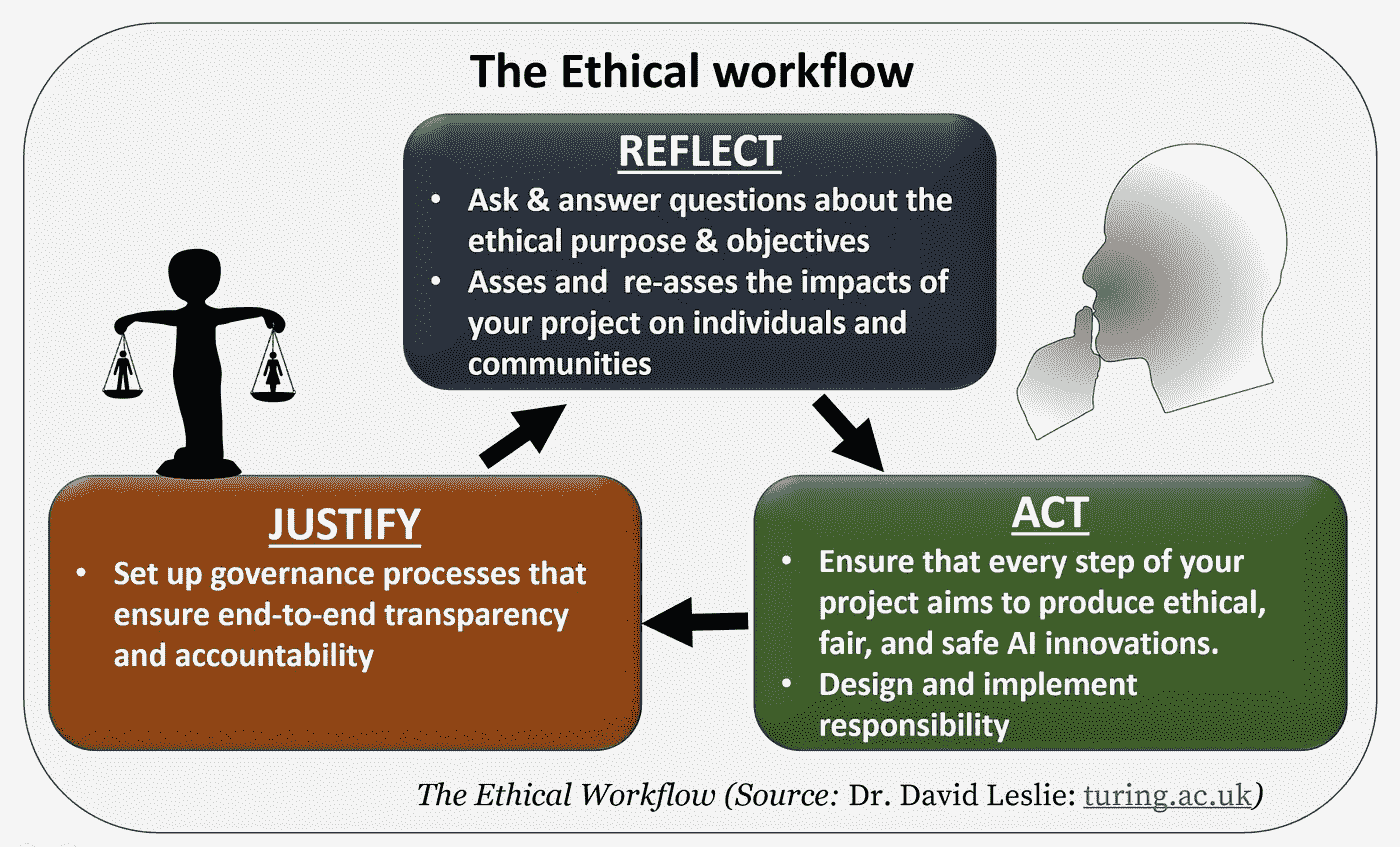 The Ethical workflow
REFLECT
• Ask & answer questions about the
ethical purpose & objectives
• Asses and  re-asses the impacts of
your project on individuals and
communities
JUSTIFY
• Set up governance processes that
ensure end-to-end transparency
and accountability
ACT
• Ensure that every step of your
project aims to produce ethical,
fair, and safe AI innovations.
• Design and implement
responsibility
The Ethical Workflow (Source: Dr. David Leslie: turing.ac.uk)